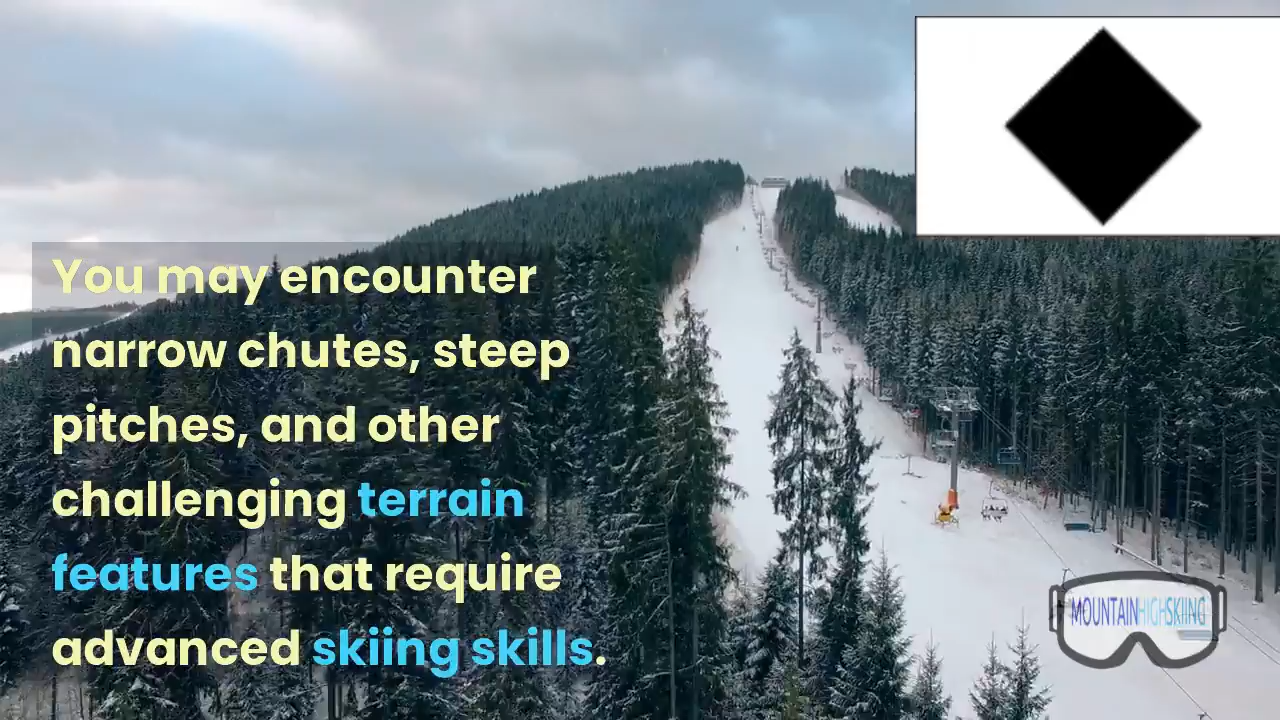 You may encounter
narrow chutes, steep
pitches, and other
challenging terrain
features that require
advanced skiing skills.
MOUNTAINHIGHSKIING